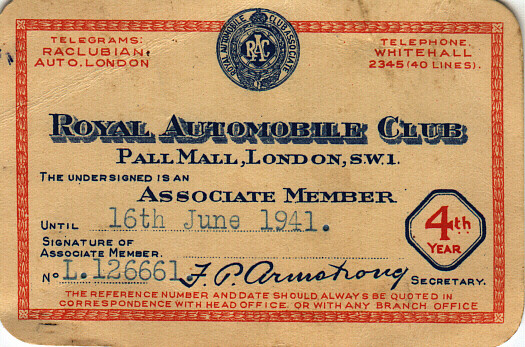 TELEGRAMS:
RACLUBIAN,
AUTO, LONDON
ROYAL AUTOMOBILE CLUB ASSOCIATE
RAC
TELEPHONE.
WHITEHALL
2345 (40 LINES).
ROYAL AUTOMOBILE CLUB
PALL MALL, LONDON, S.W.1.
THE UNDERSIGNED IS AN
ASSOCIATE MEMBER
UNTIL 16th June 1941.
4th
YEAR
SIGNATURE OF
ASSOCIATE MEMBER.
No L.126661 F. P. Armstrong SECRETARY.
THE REFERENCE NUMBER AND DATE SHOULD ALWAYS BE QUOTED IN
CORRESPONDENCE WITH HEAD OFFICE OR WITH ANY BRANCH OFFICE